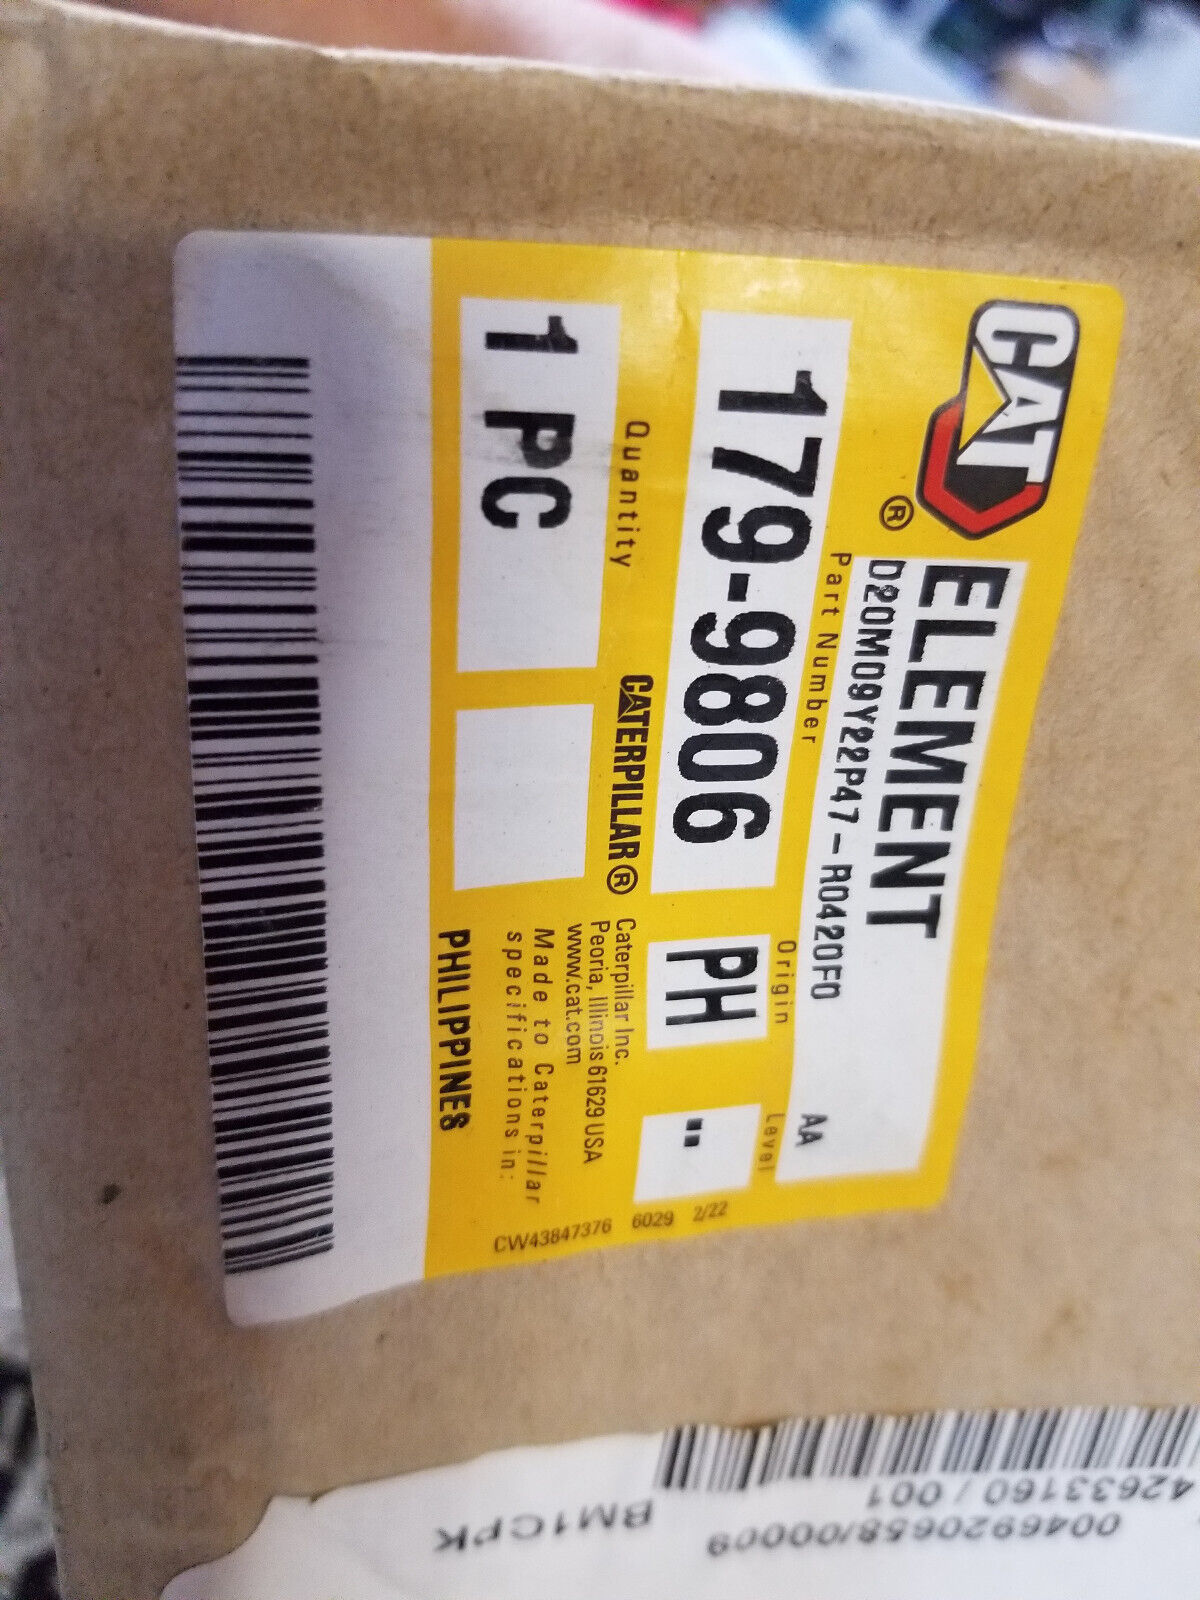 CAT
®
ELEMENT
D20M09Y22P47-R0420F0
AA
Part Number
Origin
Level
179-9806
PH
Quantity
CATERPILLAR®
1 PC
Caterpillar Inc.
Peoria, Illinois 61629 USA
www.cat.com
Made to Caterpillar
specifications in:
PHILIPPINES
CW43847376 6029 2/22
42633160 / 001
0046920658/00009
BM1CPK